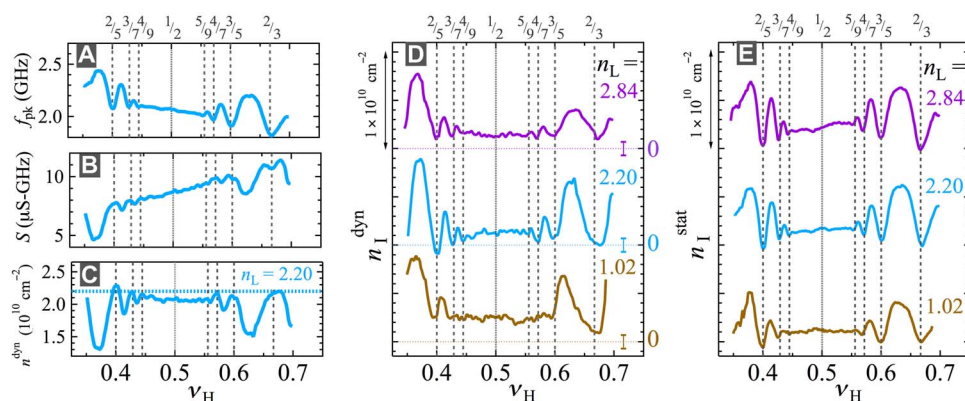 2/5 3/7 4/9 1/2 5/9 4/7 3/5 2/3
A
f_pk (GHz)
2.5
2.0
B
S (μS-GHz)
10
5
C
n_L = 2.20
n^dyn (10^10 cm^-2)
2.0
1.5
0.4 0.5 0.6 0.7
ν_H
2/5 3/7 4/9 1/2 5/9 4/7 3/5 2/3
D
n_L =
1 × 10^10 cm^-2
2.84
0
2.20
0
1.02
0
n_I^dyn
0.4 0.5 0.6 0.7
ν_H
2/5 3/7 4/9 1/2 5/9 4/7 3/5 2/3
E
n_L =
1 × 10^10 cm^-2
2.84
2.20
1.02
n_I^stat
0.4 0.5 0.6 0.7
ν_H